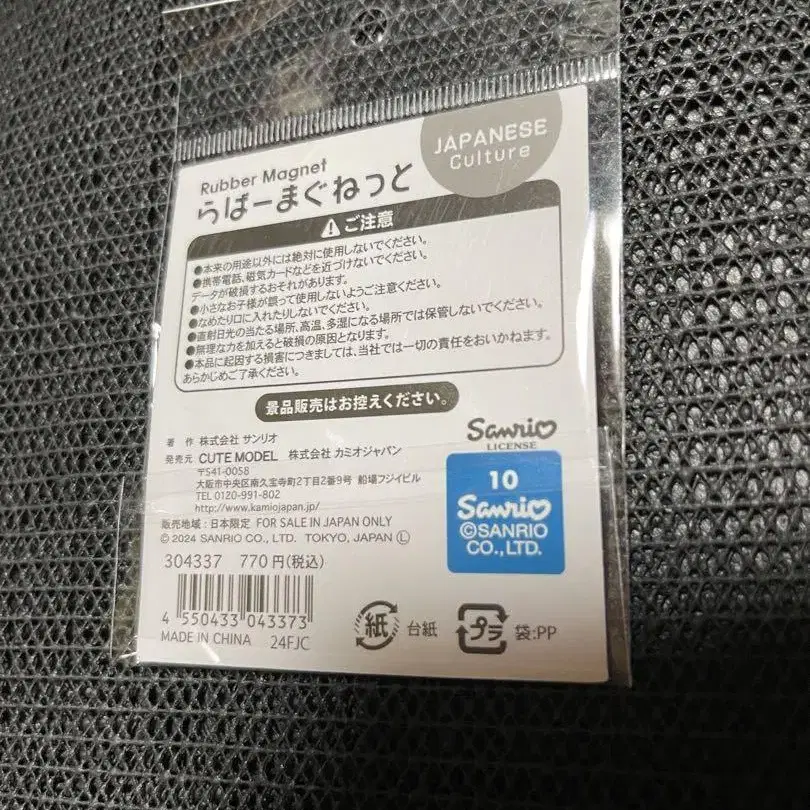 JAPANESE
Culture
Rubber Magnet
らばーまぐねっと
ご注意
●本来の用途以外には絶対に使用しないでください。
●携帯電話、磁気カードなどを近づけないでください。
データが破損するおそれがあります。
●小さなお子様が誤って使用しないようご注意ください。
●なめたり口に入れたりしないでください。
●直射日光の当たる場所、高温、多湿になる場所では保管しないでください。
●無理な力を加えると破損の原因となります。
●本品に起因する損害につきましては、当社では一切の責任をおいかねます。
あらかじめご了承ください。
景品販売はお控えください。
著 作 株式会社 サンリオ
発売元 CUTE MODEL 株式会社 カミオジャパン
〒541-0058
大阪市中央区南久宝寺町2丁目2番9号 船場フジイビル
TEL 0120-991-802
http://www.kamiojapan.jp/
販売地域:日本限定 FOR SALE IN JAPAN ONLY
© 2024 SANRIO CO., LTD. TOKYO, JAPAN Ⓛ
Sanrio
LICENSE
10
Sanrio
©SANRIO
CO.,LTD.
304337 770円(税込)
4 550433 043373
MADE IN CHINA 24FJC
紙 台紙
プラ 袋:PP